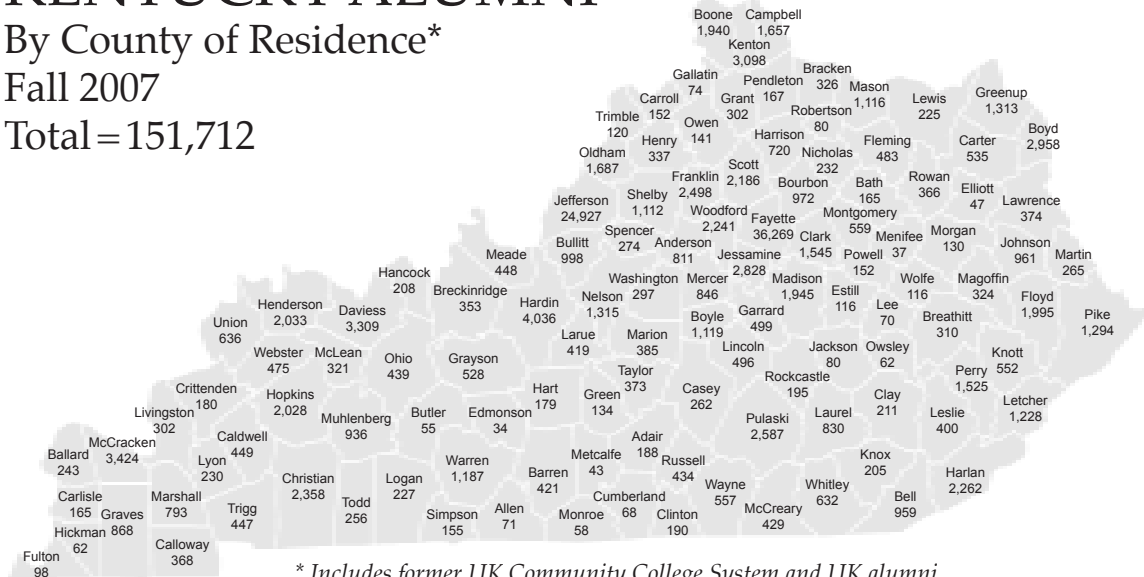 KENTUCKY ALUMNI
By County of Residence*
Fall 2007
Total = 151,712
Boone
1,940
Campbell
1,657
Kenton
3,098
Gallatin
74
Pendleton
167
Bracken
326
Mason
1,116
Lewis
225
Greenup
1,313
Carroll
152
Grant
302
Robertson
80
Trimble
120
Owen
141
Boyd
2,958
Henry
337
Harrison
720
Nicholas
232
Fleming
483
Carter
535
Oldham
1,687
Scott
2,186
Franklin
2,498
Bourbon
972
Bath
165
Rowan
366
Elliott
47
Lawrence
374
Jefferson
24,927
Shelby
1,112
Woodford
2,241
Fayette
36,269
Montgomery
559
Spencer
274
Anderson
811
Clark
1,545
Menifee
37
Morgan
130
Johnson
961
Martin
265
Bullitt
998
Jessamine
2,828
Powell
152
Meade
448
Hancock
208
Breckinridge
353
Hardin
4,036
Nelson
1,315
Washington
297
Mercer
846
Madison
1,945
Estill
116
Wolfe
116
Magoffin
324
Floyd
1,995
Pike
1,294
Henderson
2,033
Daviess
3,309
Union
636
Boyle
1,119
Garrard
499
Lee
70
Breathitt
310
Larue
419
Marion
385
Lincoln
496
Jackson
80
Owsley
62
Knott
552
Webster
475
McLean
321
Ohio
439
Grayson
528
Taylor
373
Rockcastle
195
Perry
1,525
Crittenden
180
Hopkins
2,028
Hart
179
Green
134
Casey
262
Clay
211
Letcher
1,228
Livingston
302
Muhlenberg
936
Butler
55
Edmonson
34
Pulaski
2,587
Laurel
830
Leslie
400
McCracken
3,424
Caldwell
449
Adair
188
Ballard
243
Lyon
230
Warren
1,187
Metcalfe
43
Russell
434
Knox
205
Harlan
2,262
Christian
2,358
Logan
227
Barren
421
Wayne
557
Whitley
632
Carlisle
165
Graves
868
Marshall
793
Trigg
447
Todd
256
Simpson
155
Allen
71
Monroe
58
Cumberland
68
Clinton
190
McCreary
429
Bell
959
Hickman
62
Calloway
368
Fulton
98
* Includes former UK Community College System and UK alumni